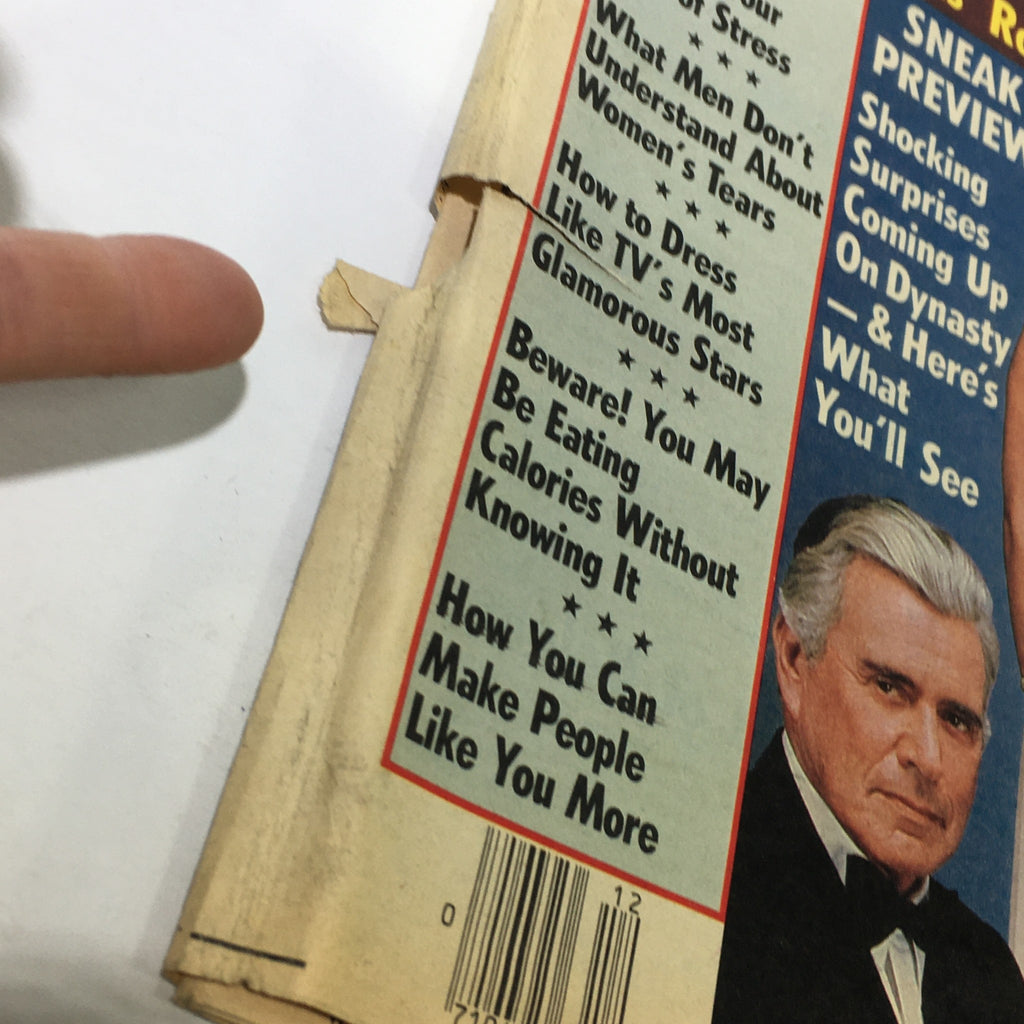 of Stress
★ ★ ★
What Men Don't
Understand About
Women's Tears
★ ★ ★
How to Dress
Like TV's Most
Glamorous Stars
★ ★ ★
Beware! You May
Be Eating
Calories Without
Knowing It
★ ★ ★
How You Can
Make People
Like You More
0
12
SNEAK
PREVIEW
Shocking
Surprises
Coming Up
On Dynasty
— & Here's
What
You'll See